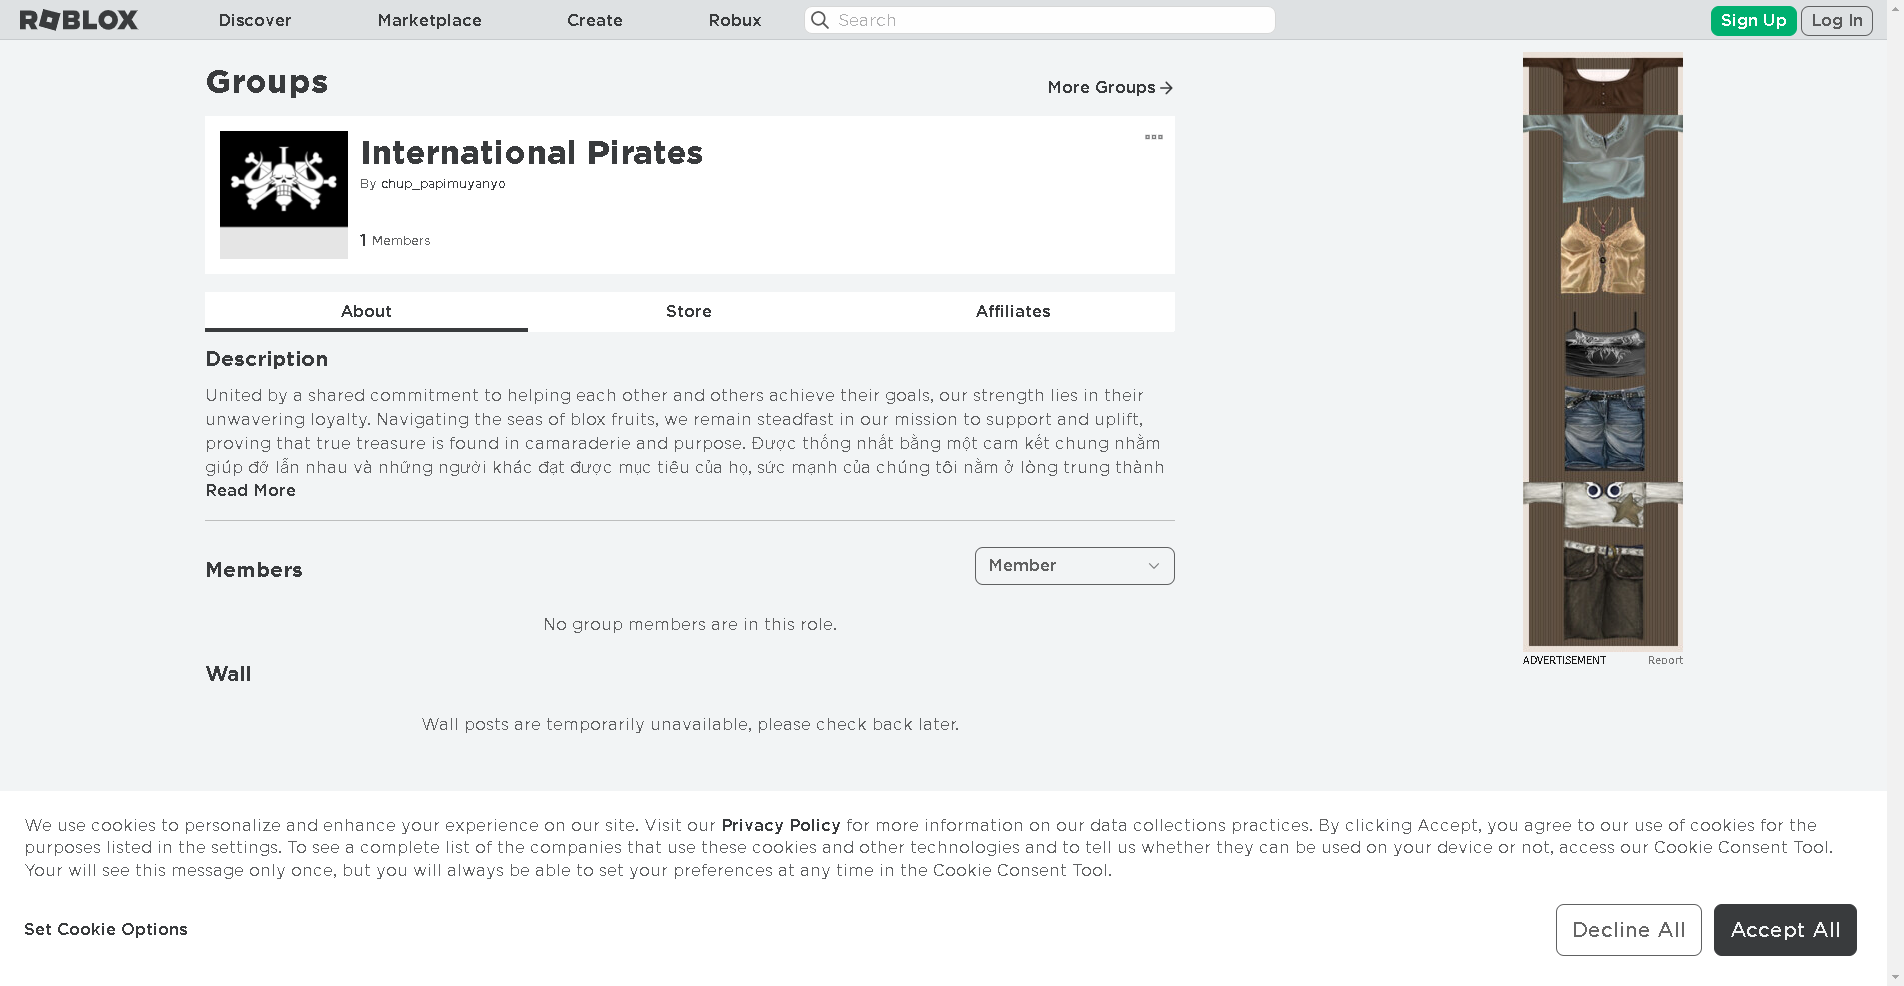 ROBLOX
Discover
Marketplace
Create
Robux
Search
Sign Up
Log In
Groups
More Groups
International Pirates
By chup_papimuyanyo
1 Members
About
Store
Affiliates
Description
United by a shared commitment to helping each other and others achieve their goals, our strength lies in their
unwavering loyalty. Navigating the seas of blox fruits, we remain steadfast in our mission to support and uplift,
proving that true treasure is found in camaraderie and purpose. Được thống nhất bằng một cam kết chung nhằm
giúp đỡ lẫn nhau và những người khác đạt được mục tiêu của họ, sức mạnh của chúng tôi nằm ở lòng trung thành
Read More
Members
Member
No group members are in this role.
Wall
Wall posts are temporarily unavailable, please check back later.
ADVERTISEMENT
Report
We use cookies to personalize and enhance your experience on our site. Visit our Privacy Policy for more information on our data collections practices. By clicking Accept, you agree to our use of cookies for the
purposes listed in the settings. To see a complete list of the companies that use these cookies and other technologies and to tell us whether they can be used on your device or not, access our Cookie Consent Tool.
Your will see this message only once, but you will always be able to set your preferences at any time in the Cookie Consent Tool.
Set Cookie Options
Decline All
Accept All